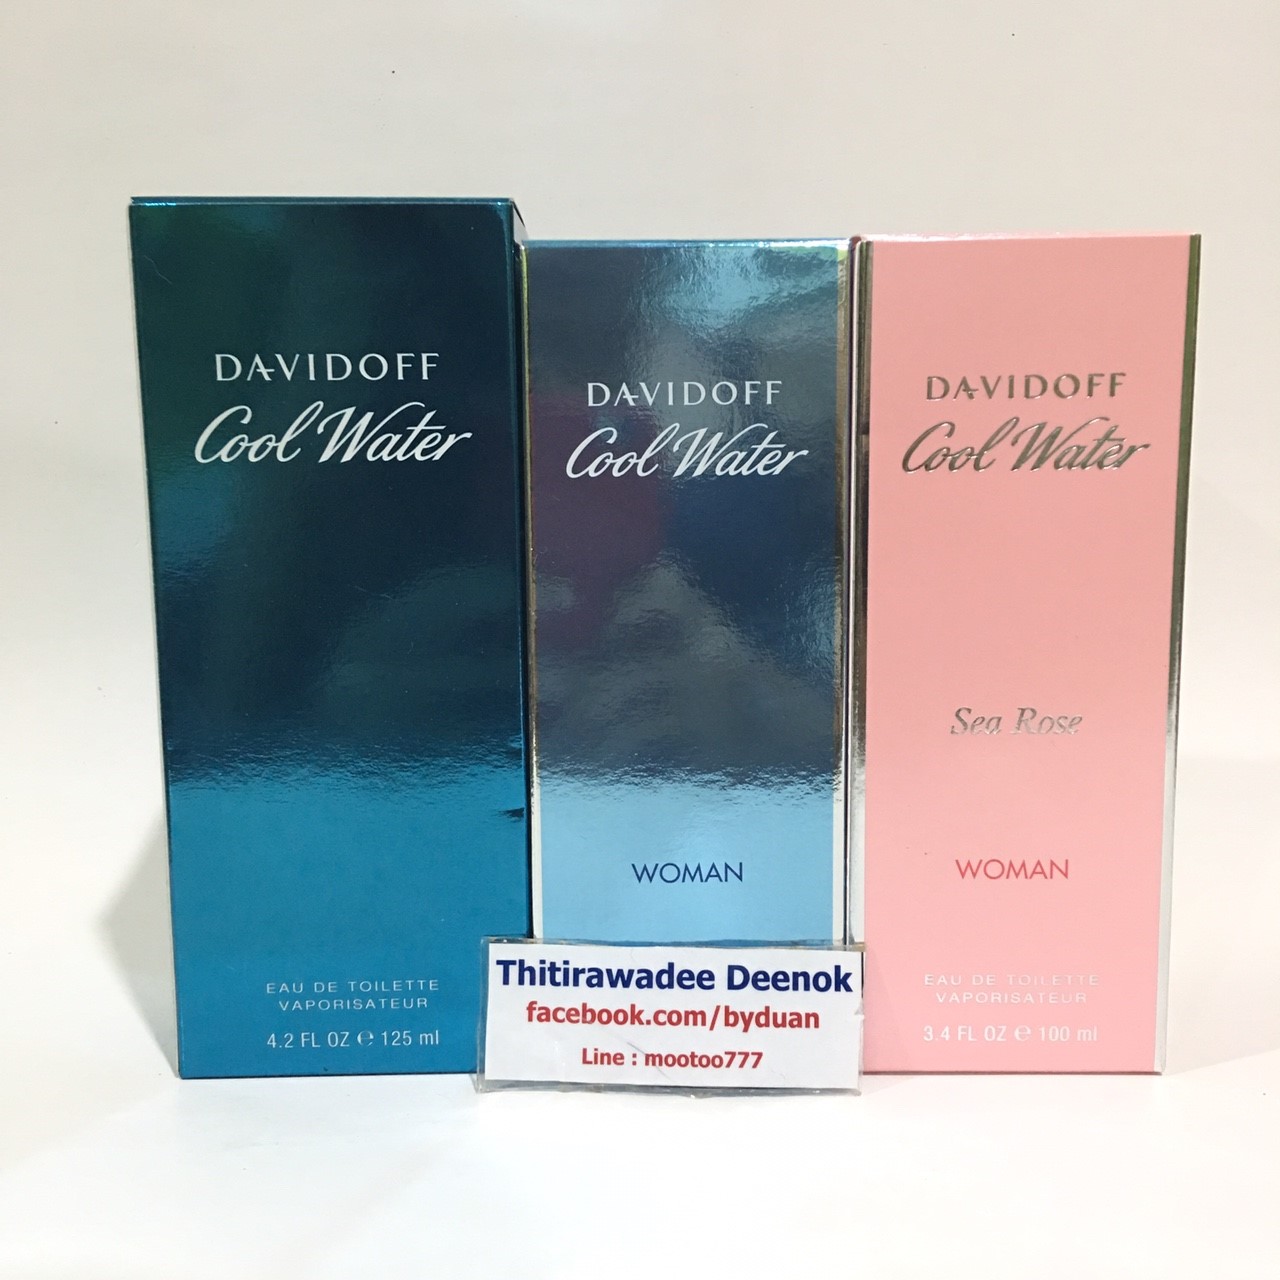 DAVIDOFF
Cool Water
EAU DE TOILETTE
VAPORISATEUR
4.2 FL OZ ℮ 125 ml
DAVIDOFF
Cool Water
WOMAN
DAVIDOFF
Cool Water
Sea Rose
WOMAN
EAU DE TOILETTE
VAPORISATEUR
3.4 FL OZ ℮ 100 ml
Thitirawadee Deenok
facebook.com/byduan
Line : mootoo777